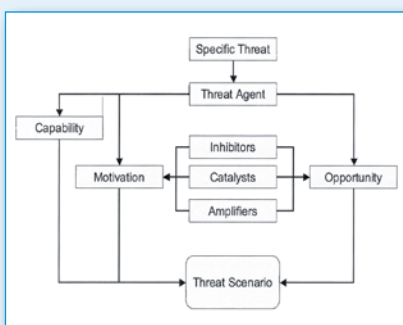 Specific Threat
Threat Agent
Capability
Inhibitors
Motivation
Catalysts
Opportunity
Amplifiers
Threat Scenario